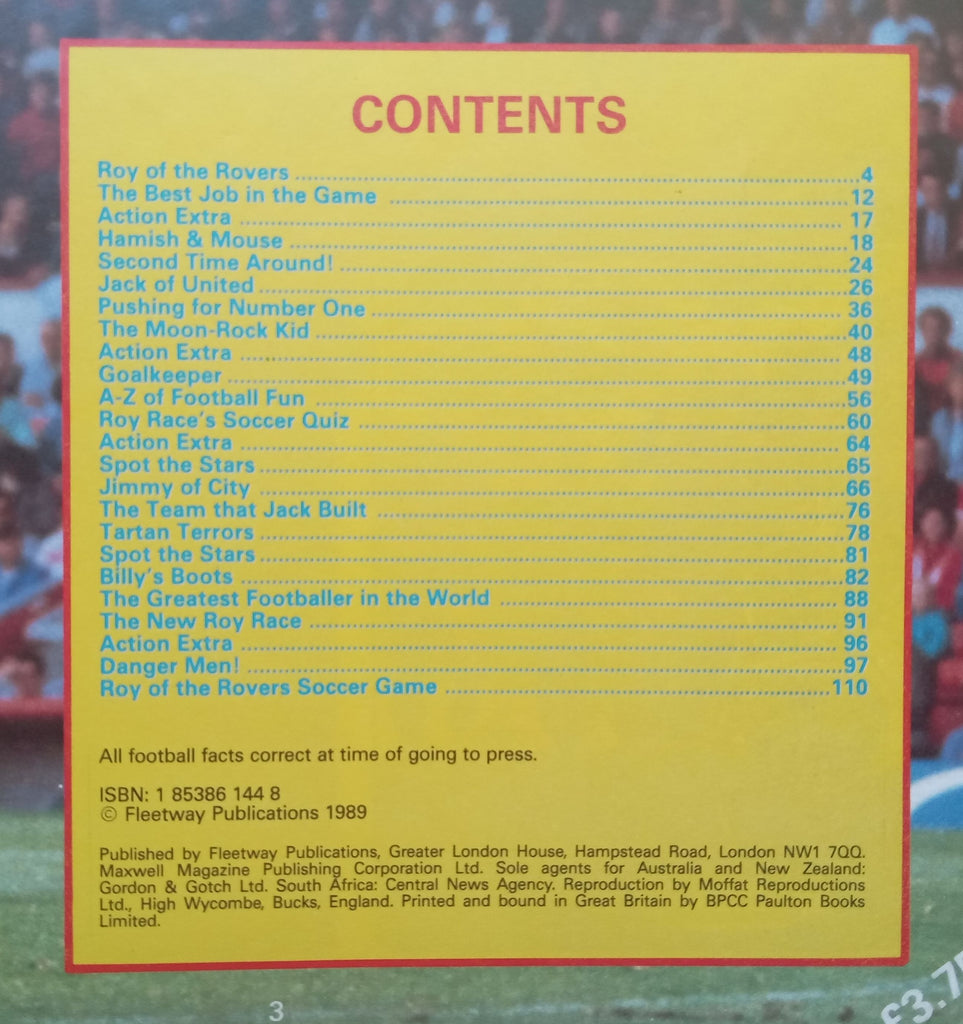 CONTENTS
Roy of the Rovers ........ 4
The Best Job in the Game ........ 12
Action Extra ........ 17
Hamish & Mouse ........ 18
Second Time Around! ........ 24
Jack of United ........ 26
Pushing for Number One ........ 36
The Moon-Rock Kid ........ 40
Action Extra ........ 48
Goalkeeper ........ 49
A-Z of Football Fun ........ 56
Roy Race's Soccer Quiz ........ 60
Action Extra ........ 64
Spot the Stars ........ 65
Jimmy of City ........ 66
The Team that Jack Built ........ 76
Tartan Terrors ........ 78
Spot the Stars ........ 81
Billy's Boots ........ 82
The Greatest Footballer in the World ........ 88
The New Roy Race ........ 91
Action Extra ........ 96
Danger Men! ........ 97
Roy of the Rovers Soccer Game ........ 110
All football facts correct at time of going to press.
ISBN: 1 85386 144 8
© Fleetway Publications 1989
Published by Fleetway Publications, Greater London House, Hampstead Road, London NW1 7QQ.
Maxwell Magazine Publishing Corporation Ltd. Sole agents for Australia and New Zealand:
Gordon & Gotch Ltd. South Africa: Central News Agency. Reproduction by Moffat Reproductions
Ltd., High Wycombe, Bucks, England. Printed and bound in Great Britain by BPCC Paulton Books
Limited.
3